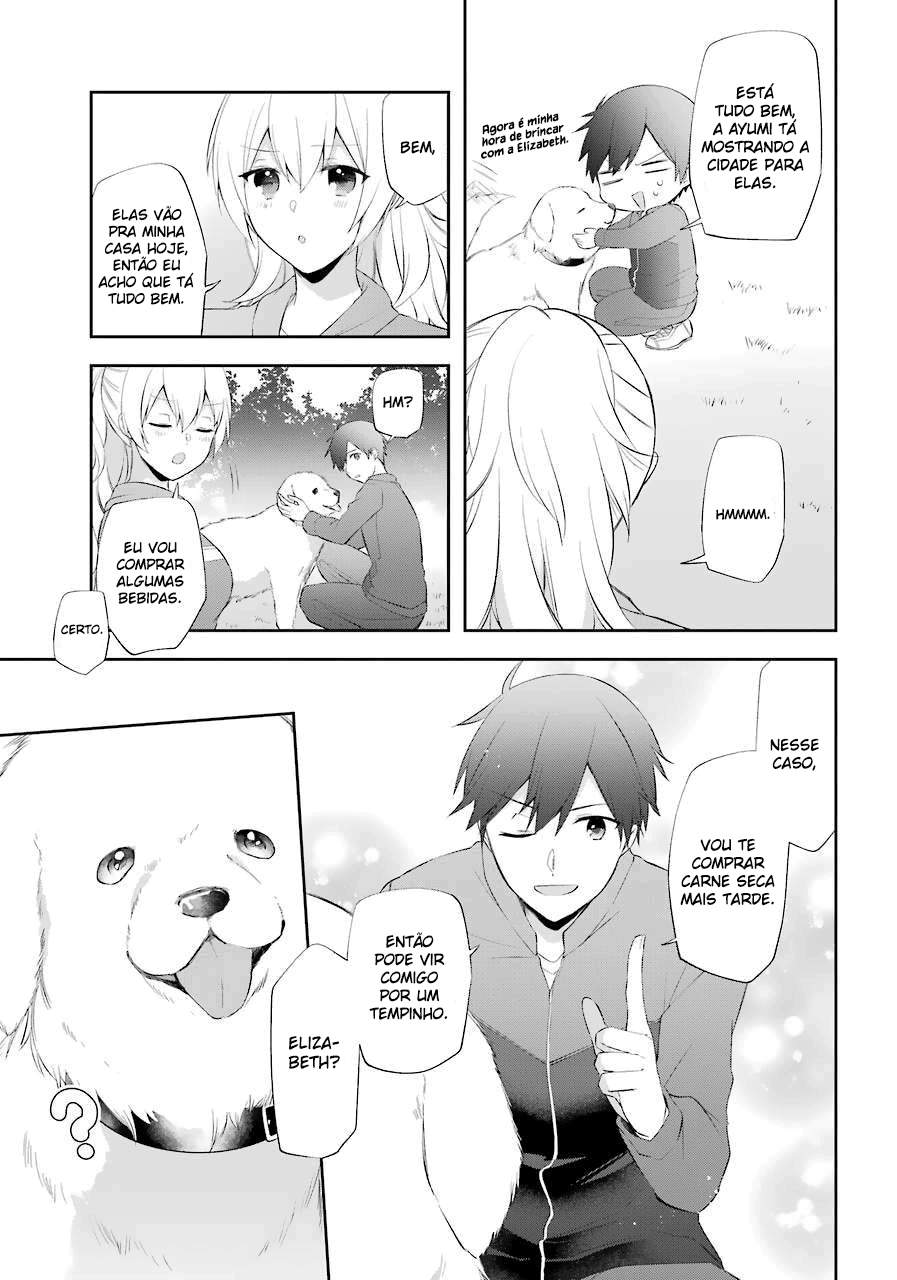 ESTÁ
TUDO BEM,
A AYUMI TÁ
MOSTRANDO
A CIDADE PARA
ELAS.
Agora é minha
hora de brincar
com a Elizabeth.
HMMMM.
BEM,
ELAS VÃO
PRA MINHA
CASA HOJE,
ENTÃO EU
ACHO QUE TÁ
TUDO BEM.
HM?
EU VOU
COMPRAR
ALGUMAS
BEBIDAS.
CERTO.
NESSE
CASO,
VOU TE
COMPRAR
CARNE SECA
MAIS TARDE.
ENTÃO
PODE VIR
COMIGO
POR UM
TEMPINHO.
ELIZA-
BETH?
?